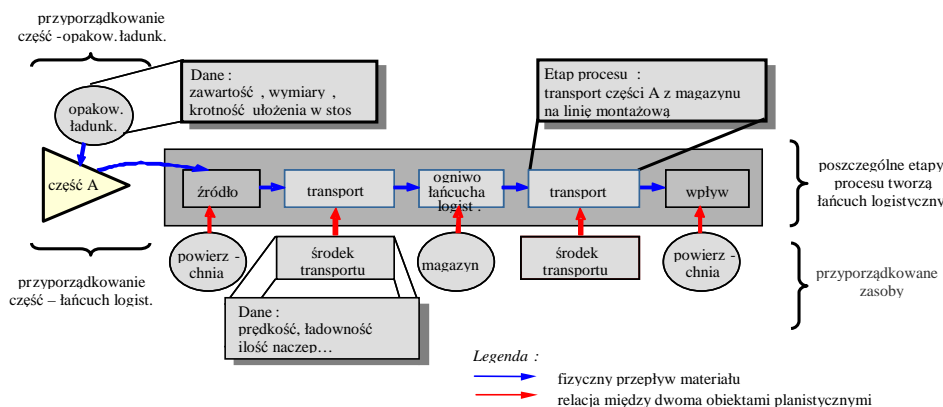 przyporządkowanie
część -opakow.ładunk.
Dane :
zawartość , wymiary ,
krotność ułożenia w stos
Etap procesu :
transport części A z magazynu
na linię montażową
opakow.
ładunk.
część A
źródło
transport
ogniwo
łańcucha
logist .
transport
wpływ
poszczególne etapy
procesu tworzą
łańcuch logistyczny
powierz -
chnia
środek
transportu
magazyn
środek
transportu
powierz -
chnia
przyporządkowane
zasoby
przyporządkowanie
część – łańcuch logist.
Dane :
prędkość, ładowność
ilość naczep…
Legenda :
fizyczny przepływ materiału
relacja między dwoma obiektami planistycznymi